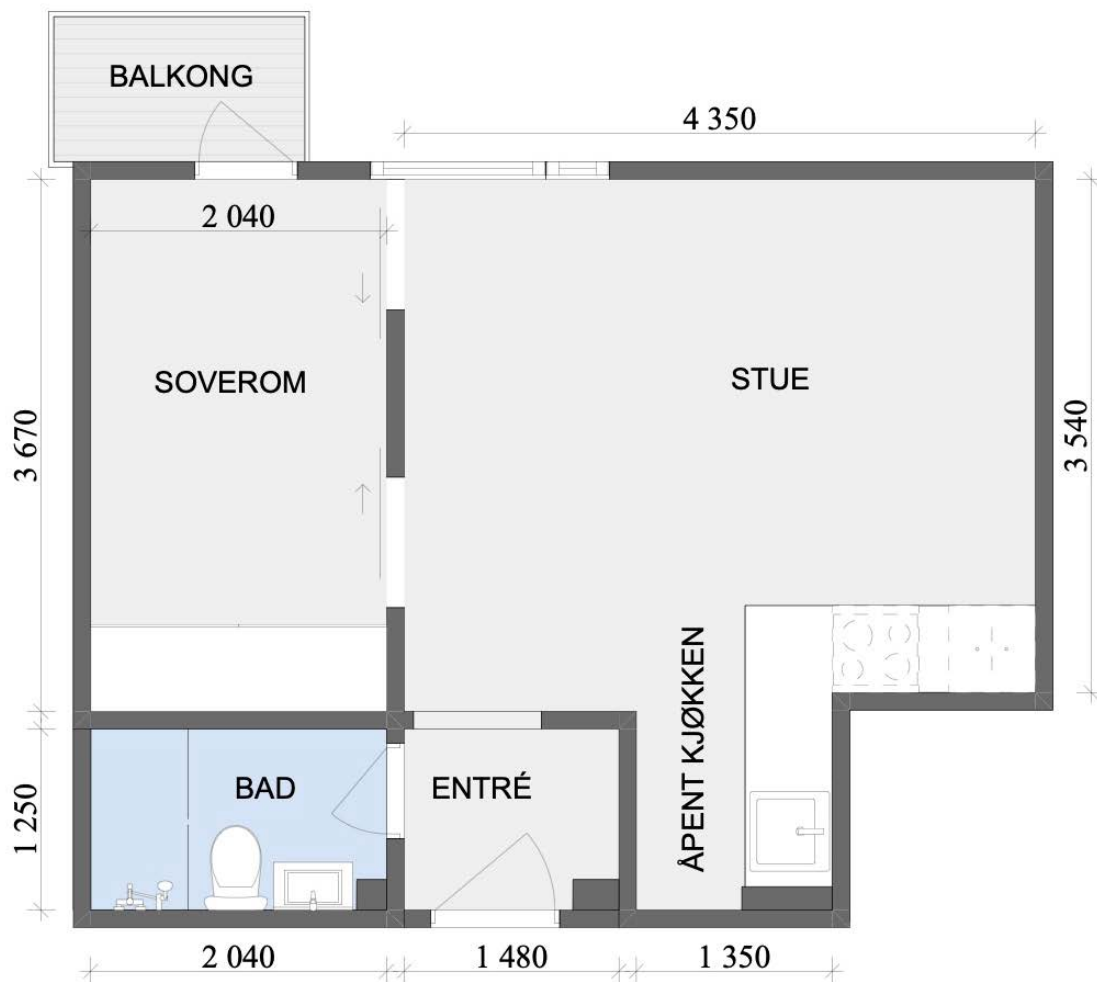 BALKONG
4 350
2 040
SOVEROM
STUE
3 670
3 540
ÅPENT KJØKKEN
BAD
ENTRÉ
1 250
2 040
1 480
1 350